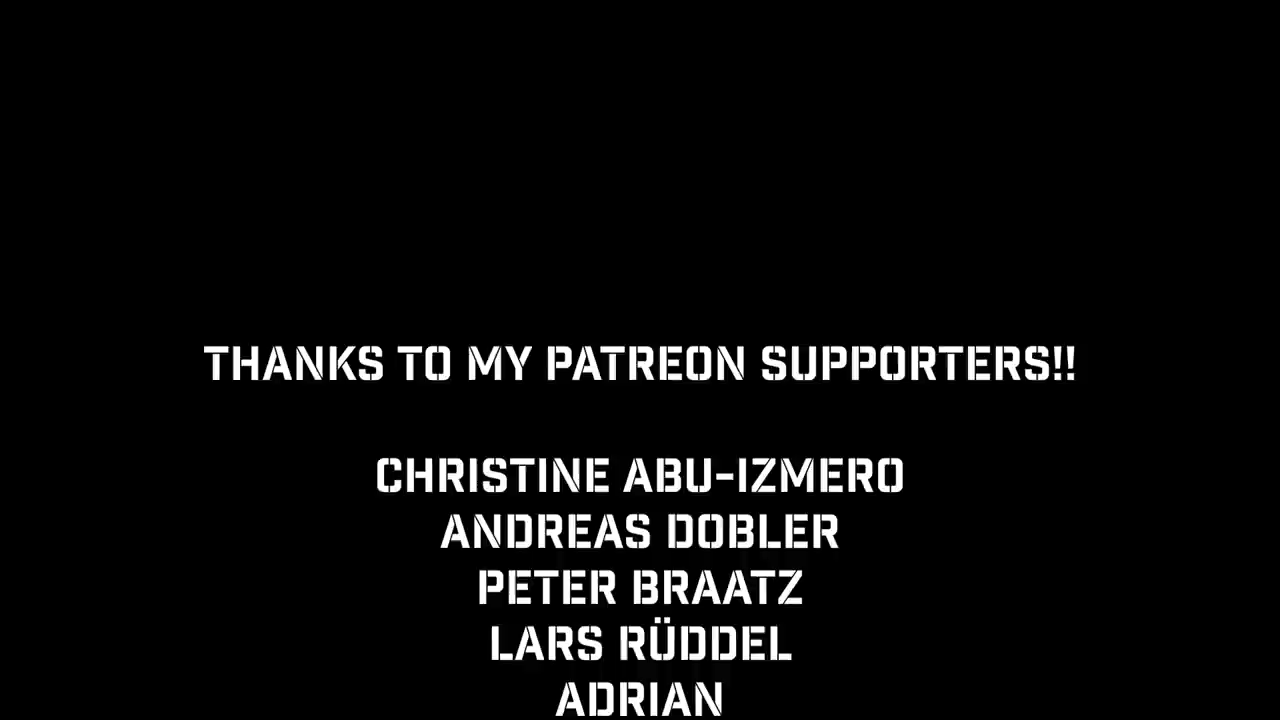 THANKS TO MY PATREON SUPPORTERS!!
CHRISTINE ABU-IZMERO
ANDREAS DOBLER
PETER BRAATZ
LARS RÜDDEL
ADRIAN